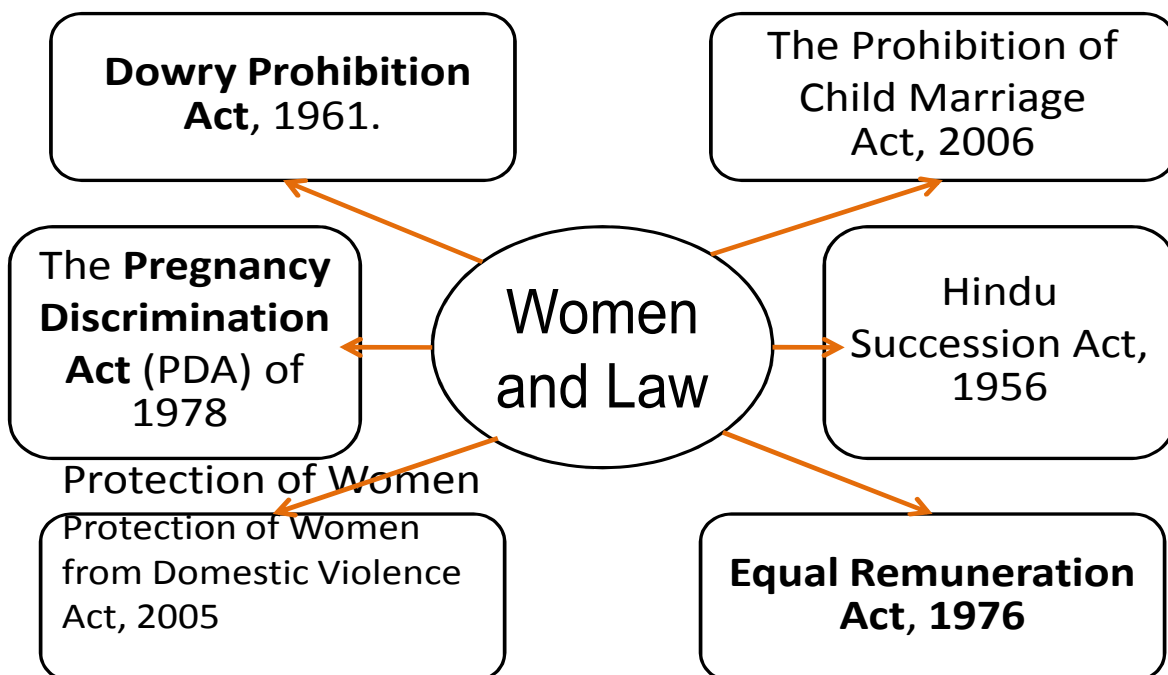 Dowry Prohibition
Act, 1961.
The Prohibition of
Child Marriage
Act, 2006
The Pregnancy
Discrimination
Act (PDA) of
1978
Women
and Law
Hindu
Succession Act,
1956
Protection of Women
Protection of Women
from Domestic Violence
Act, 2005
Equal Remuneration
Act, 1976